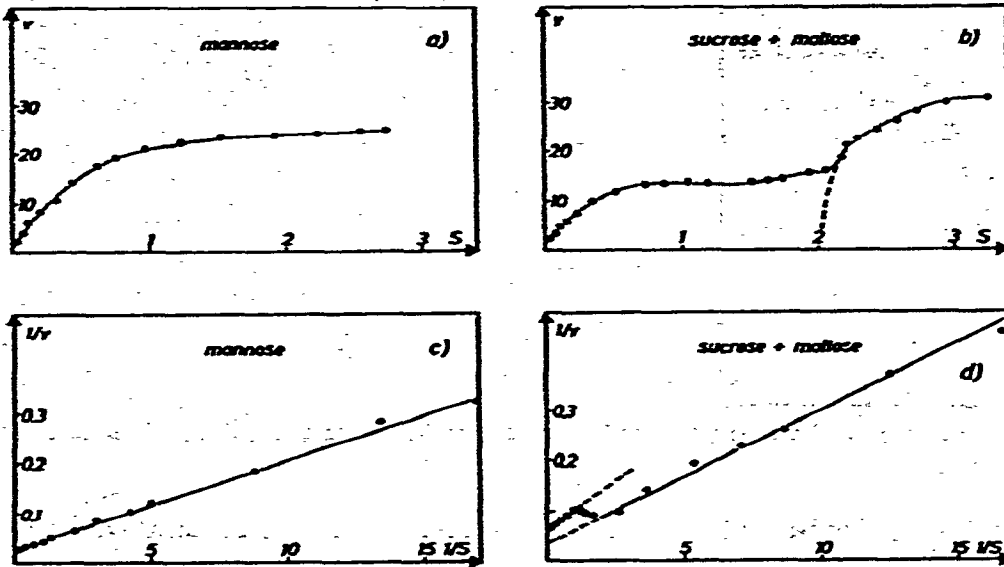 v
mannose
a)
30
20
10
1 2 3 S
v
sucrose + maltose
b)
30
20
10
1 2 3 S
1/v
mannose
c)
0.3
0.2
0.1
5 10 15 1/S
1/v
sucrose + maltose
d)
0.3
0.2
5 10 15 1/S